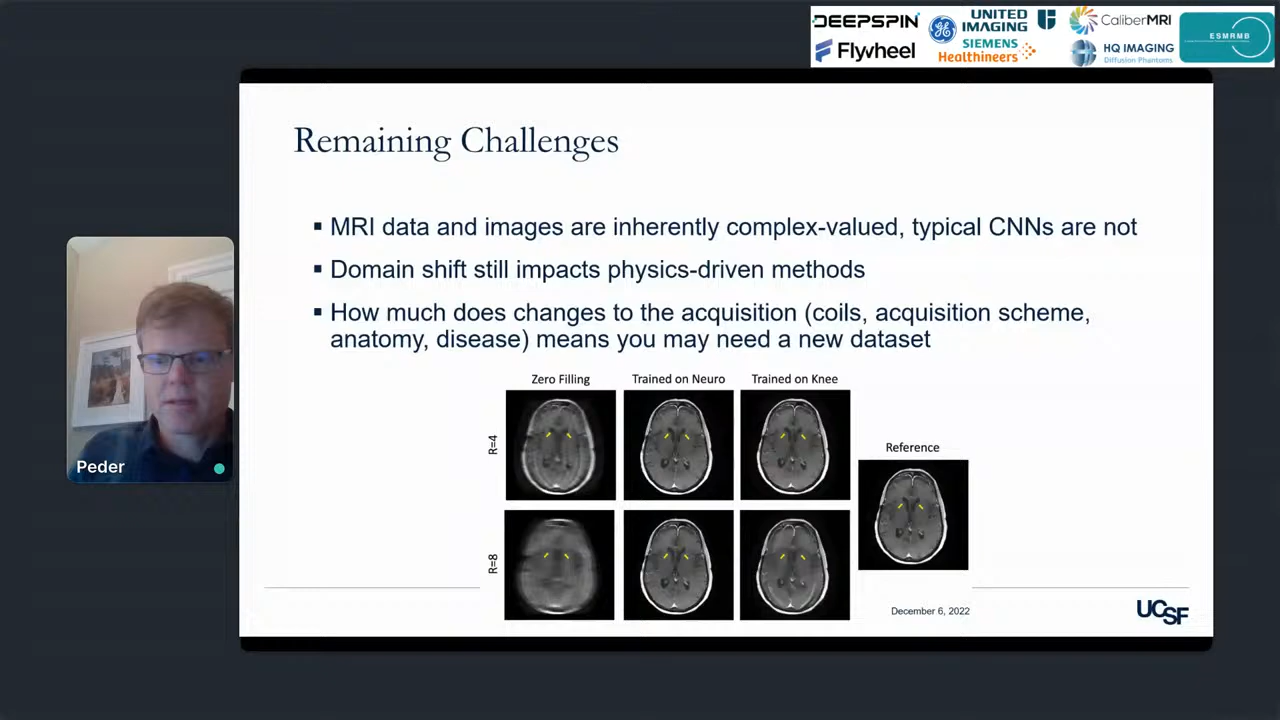 DEEPSPIN
UNITED
IMAGING
CaliberMRI
ESMRMB
Flywheel
SIEMENS
Healthineers
HQ IMAGING
Diffusion Phantoms
Remaining Challenges
▪ MRI data and images are inherently complex-valued, typical CNNs are not
▪ Domain shift still impacts physics-driven methods
▪ How much does changes to the acquisition (coils, acquisition scheme,
anatomy, disease) means you may need a new dataset
Zero Filling
Trained on Neuro
Trained on Knee
R=4
Reference
R=8
Peder
December 6, 2022
UCSF